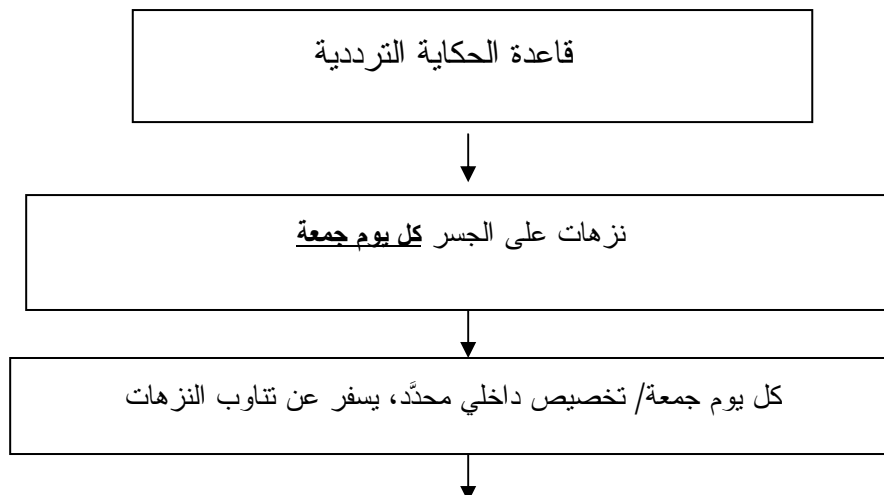 قاعدة الحكاية الترددية
نزهات على الجسر كل يوم جمعة
كل يوم جمعة/ تخصيص داخلي محدَّد، يسفر عن تناوب النزهات